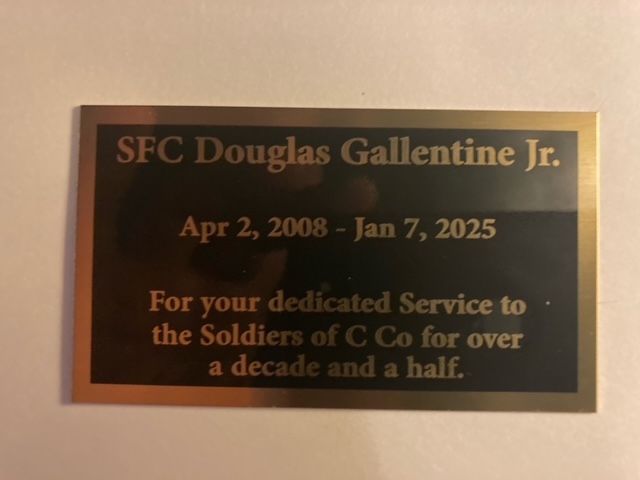 SFC Douglas Gallentine Jr.
Apr 2, 2008 - Jan 7, 2025
For your dedicated Service to
the Soldiers of C Co for over
a decade and a half.